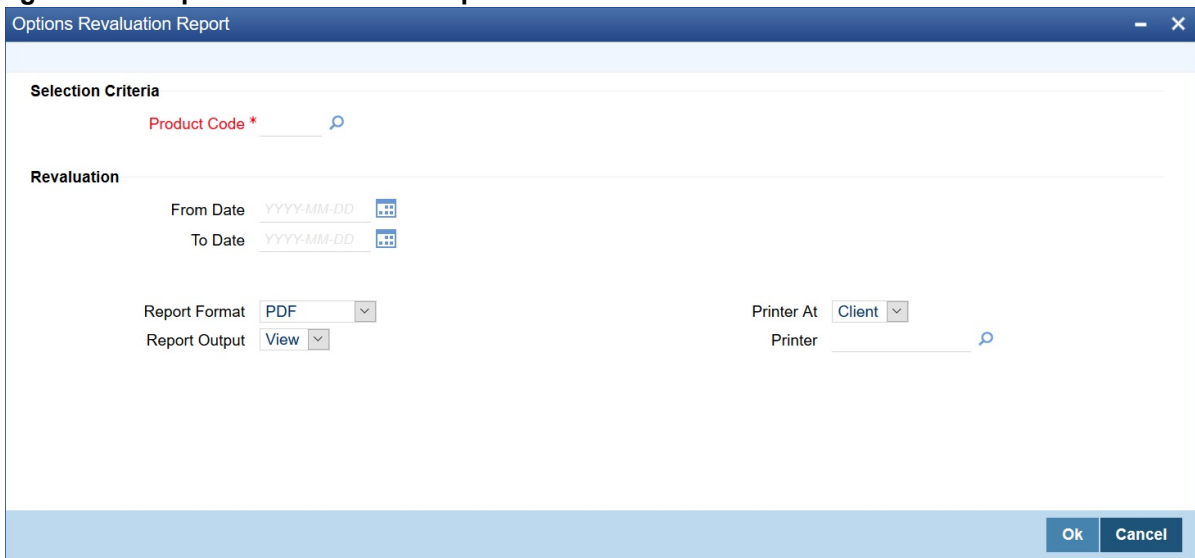 Options Revaluation Report
Selection Criteria
Product Code *
Revaluation
From Date YYYY-MM-DD
To Date YYYY-MM-DD
Report Format PDF Printer At Client
Report Output View Printer
Ok Cancel